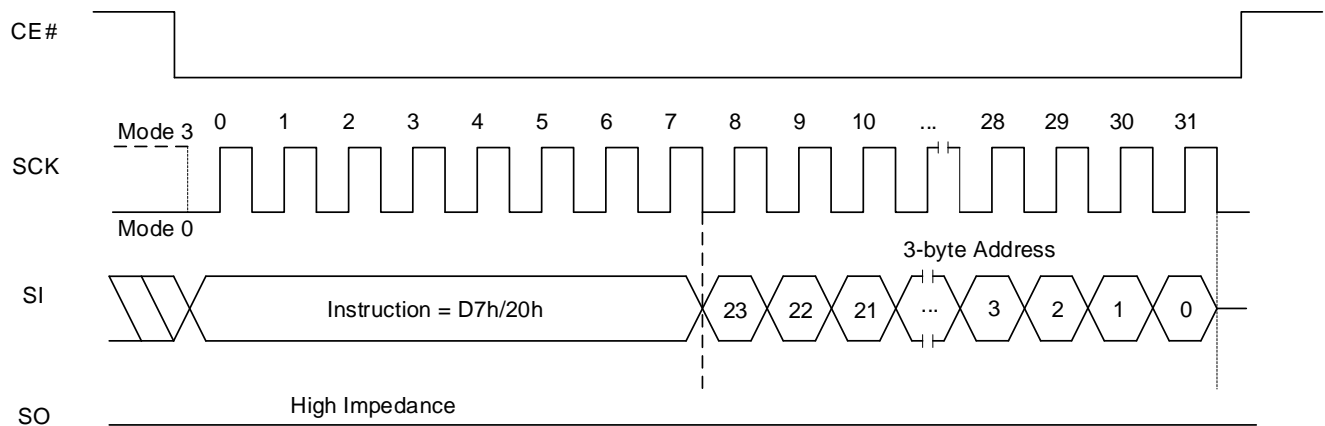 CE#
0 1 2 3 4 5 6 7 8 9 10 ... 28 29 30 31
Mode 3
SCK
Mode 0
3-byte Address
SI
Instruction = D7h/20h 23 22 21 ... 3 2 1 0
High Impedance
SO